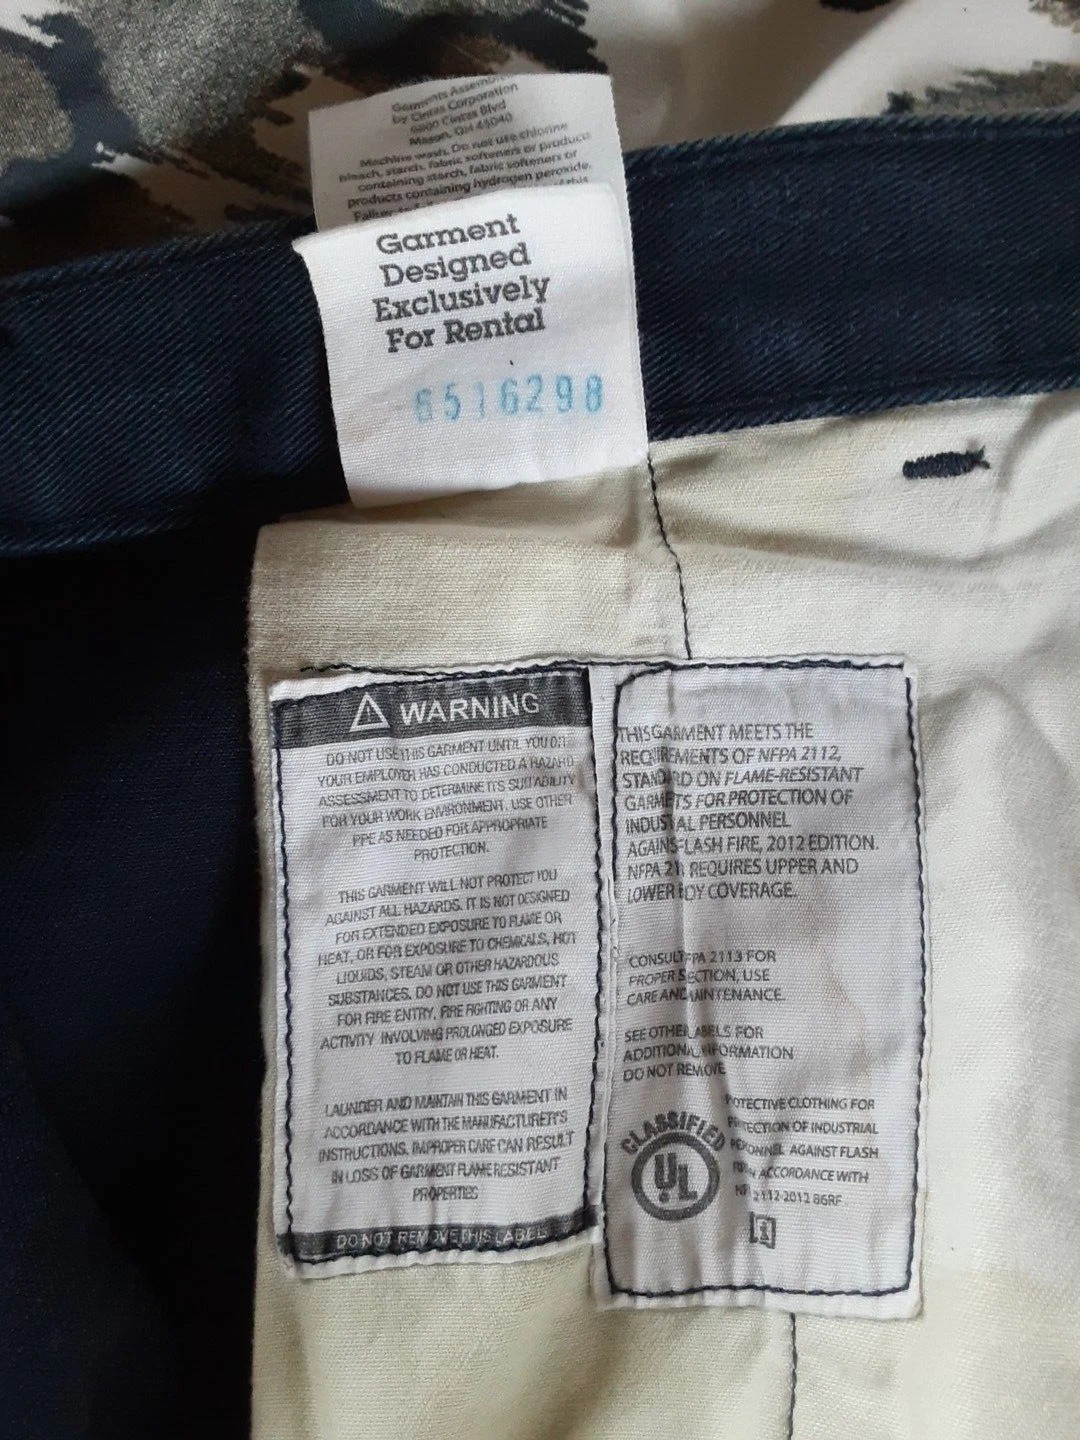 Garments Assembled
by Cintas Corporation
6800 Cintas Blvd
Mason, OH 45040
Machine wash. Do not use chlorine
bleach, starch, fabric softeners or products
containing starch, fabric softeners or
products containing hydrogen peroxide.
Garment
Designed
Exclusively
For Rental
6516298
WARNING
DO NOT USE THIS GARMENT UNTIL YOU OR
YOUR EMPLOYER HAS CONDUCTED A HAZARD
ASSESSMENT TO DETERMINE ITS SUITABILITY
FOR YOUR WORK ENVIRONMENT. USE OTHER
PPE AS NEEDED FOR APPROPRIATE
PROTECTION.
THIS GARMENT WILL NOT PROTECT YOU
AGAINST ALL HAZARDS. IT IS NOT DESIGNED
FOR EXTENDED EXPOSURE TO FLAME OR
HEAT, OR FOR EXPOSURE TO CHEMICALS, HOT
LIQUIDS, STEAM OR OTHER HAZARDOUS
SUBSTANCES. DO NOT USE THIS GARMENT
FOR FIRE ENTRY, FIRE FIGHTING OR ANY
ACTIVITY INVOLVING PROLONGED EXPOSURE
TO FLAME OR HEAT.
LAUNDER AND MAINTAIN THIS GARMENT IN
ACCORDANCE WITH THE MANUFACTURER'S
INSTRUCTIONS. IMPROPER CARE CAN RESULT
IN LOSS OF GARMENT FLAME RESISTANT
PROPERTIES
DO NOT REMOVE THIS LABEL
THIS GARMENT MEETS THE
REQUIREMENTS OF NFPA 2112,
STANDARD ON FLAME-RESISTANT
GARMENTS FOR PROTECTION OF
INDUSTRIAL PERSONNEL
AGAINST FLASH FIRE, 2012 EDITION.
NFPA 2112 REQUIRES UPPER AND
LOWER BODY COVERAGE.
CONSULT NFPA 2113 FOR
PROPER SELECTION, USE
CARE AND MAINTENANCE.
SEE OTHER LABELS FOR
ADDITIONAL INFORMATION
DO NOT REMOVE
CLASSIFIED
UL
PROTECTIVE CLOTHING FOR
PROTECTION OF INDUSTRIAL
PERSONNEL AGAINST FLASH
FIRE IN ACCORDANCE WITH
NFPA 2112-2012 86RF